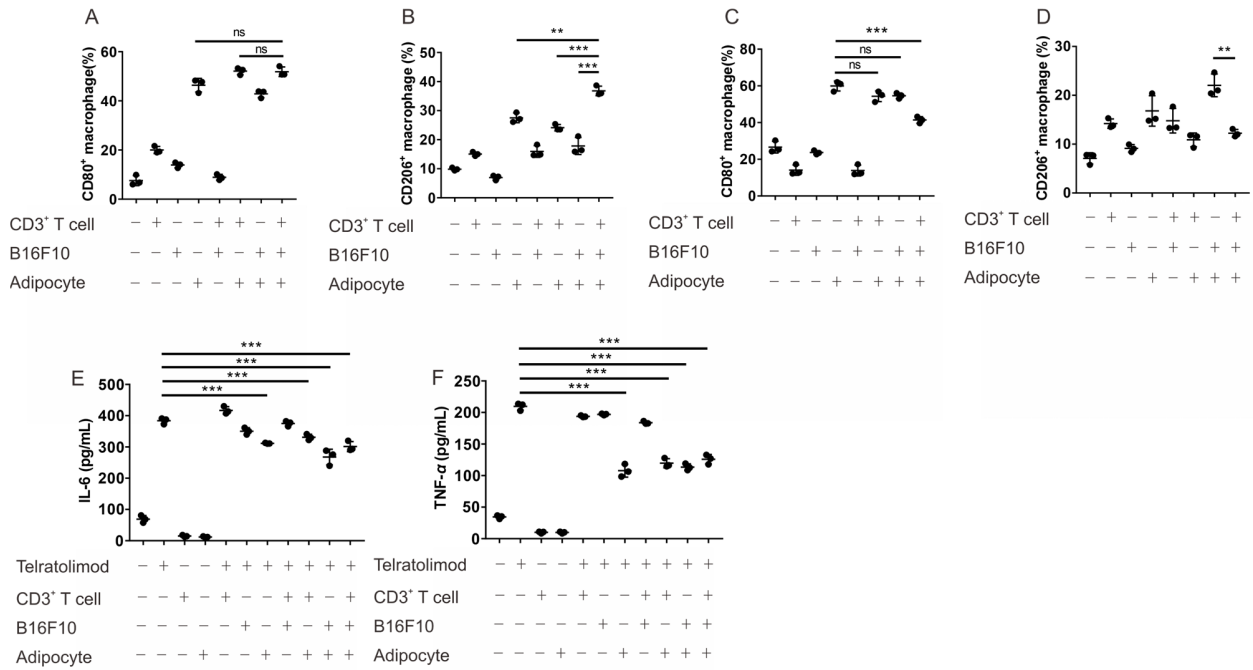 A
ns
ns
CD80⁺ macrophage(%)
60
40
20
0
CD3⁺ T cell − + − − + + − +
B16F10 − − + − + − + +
Adipocyte − − − + − + + +
B
**
***
***
CD206⁺ macrophage (%)
50
40
30
20
10
0
CD3⁺ T cell − + − − + + − +
B16F10 − − + − + − + +
Adipocyte − − − + − + + +
C
***
ns
ns
CD80⁺ macrophage(%)
80
60
40
20
0
CD3⁺ T cell − + − − + + − +
B16F10 − − + − + − + +
Adipocyte − − − + − + + +
D
**
CD206⁺ macrophage (%)
30
20
10
0
CD3⁺ T cell − + − − + + − +
B16F10 − − + − + − + +
Adipocyte − − − + − + + +
E
***
***
***
***
IL-6 (pg/mL)
500
400
300
200
100
0
Telratolimod − + − − + + + + + + +
CD3⁺ T cell − − + − + − − + + − +
B16F10 − − − − − + − + − + +
Adipocyte − − − + − − + − + + +
F
***
***
***
***
TNF-α (pg/mL)
250
200
150
100
50
0
Telratolimod − + − − + + + + + + +
CD3⁺ T cell − − + − + − − + + − +
B16F10 − − − − − + − + − + +
Adipocyte − − − + − − + − + + +